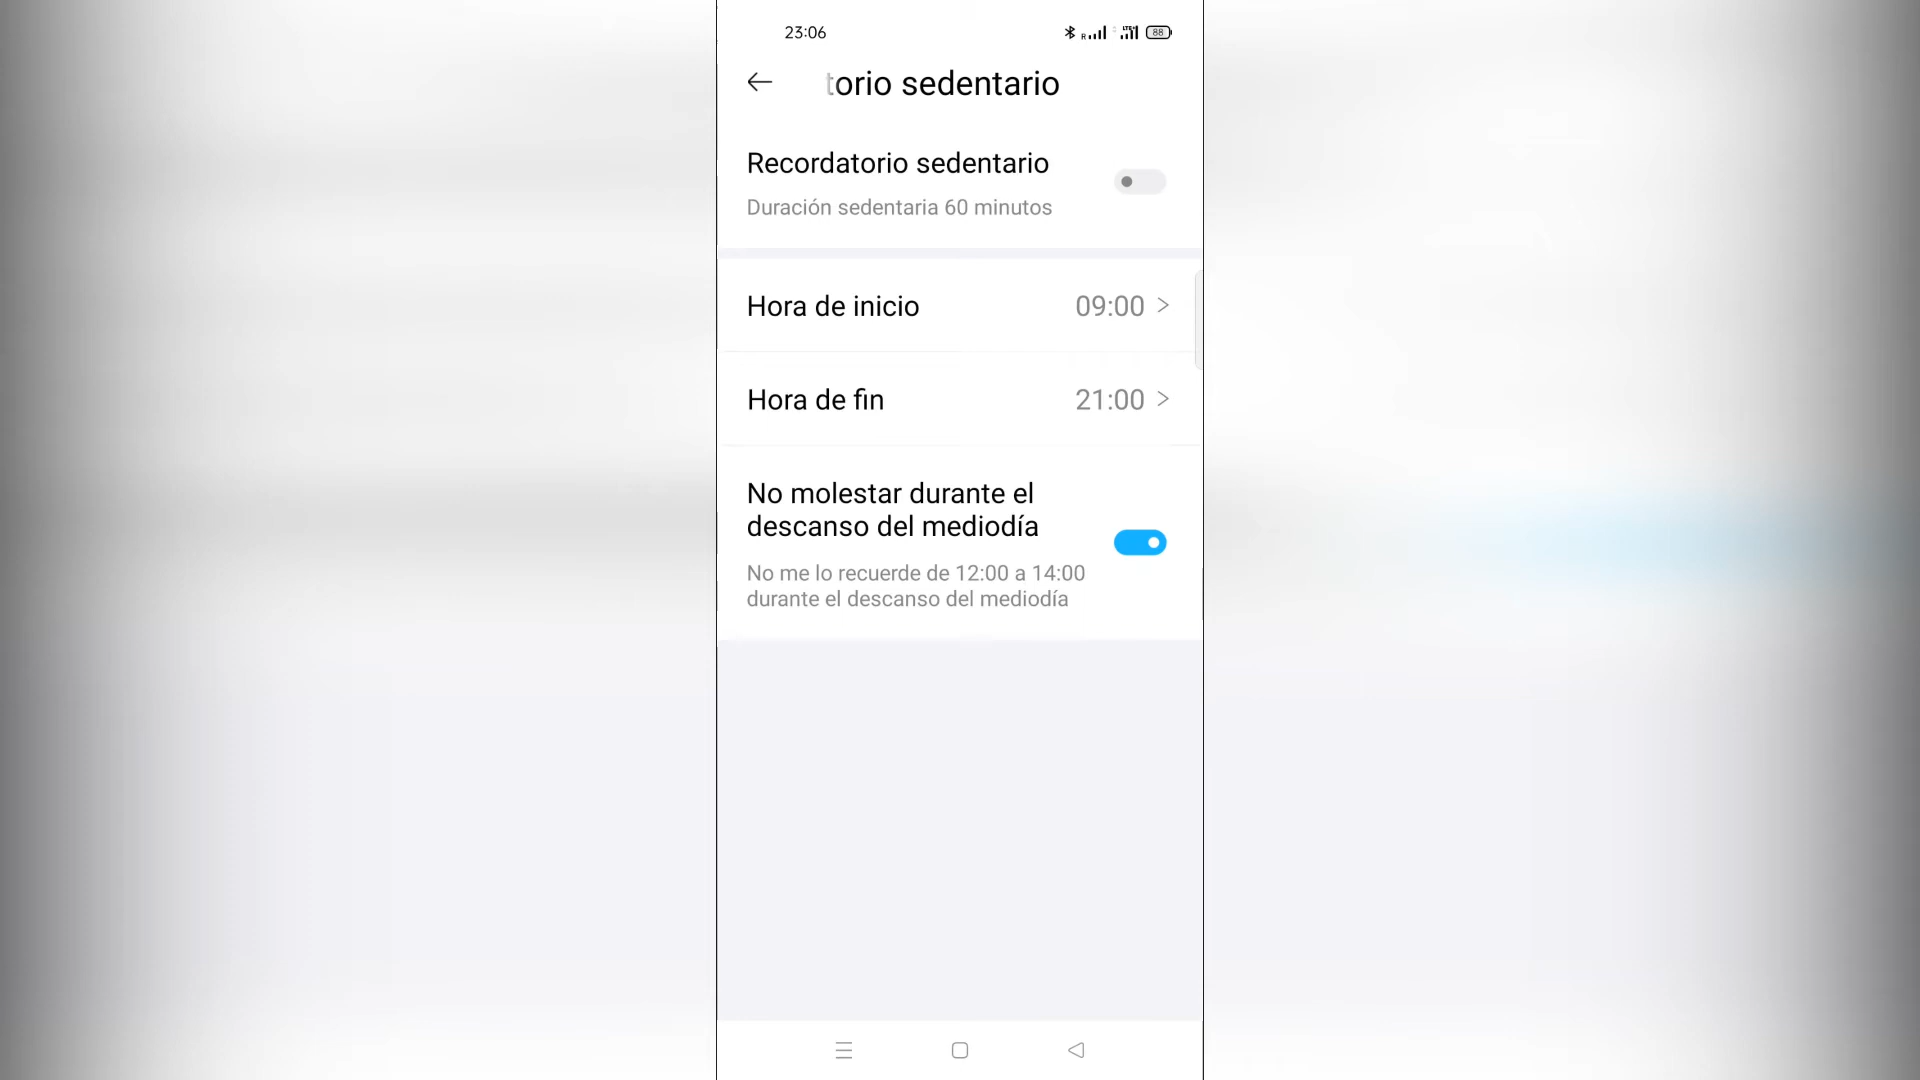 23:06
R LTE 88
torio sedentario
Recordatorio sedentario
Duración sedentaria 60 minutos
Hora de inicio 09:00
Hora de fin 21:00
No molestar durante el
descanso del mediodía
No me lo recuerde de 12:00 a 14:00
durante el descanso del mediodía